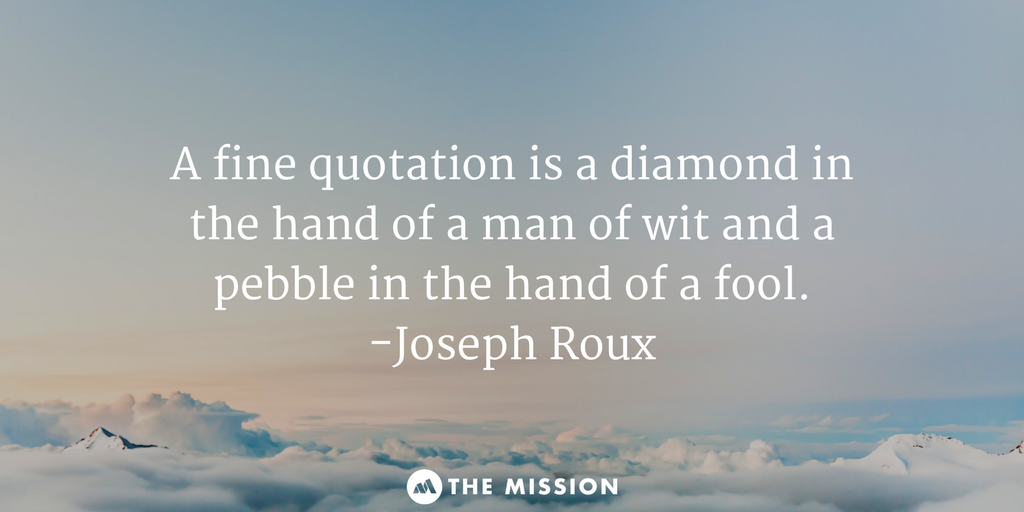 A fine quotation is a diamond in
the hand of a man of wit and a
pebble in the hand of a fool.
-Joseph Roux
THE MISSION